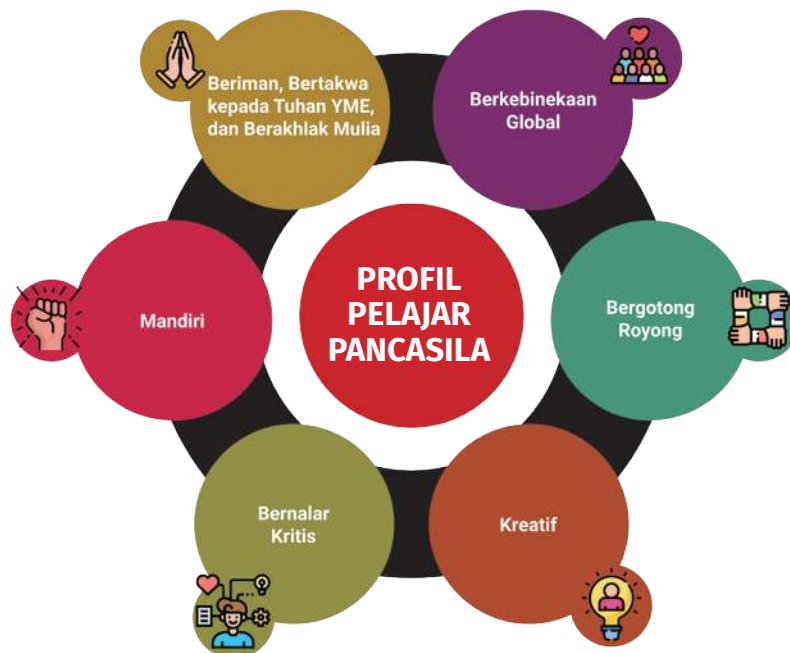 Beriman, Bertakwa
kepada Tuhan YME,
dan Berakhlak Mulia
Berkebinekaan
Global
Mandiri
PROFIL
PELAJAR
PANCASILA
Bergotong
Royong
Bernalar
Kritis
Kreatif